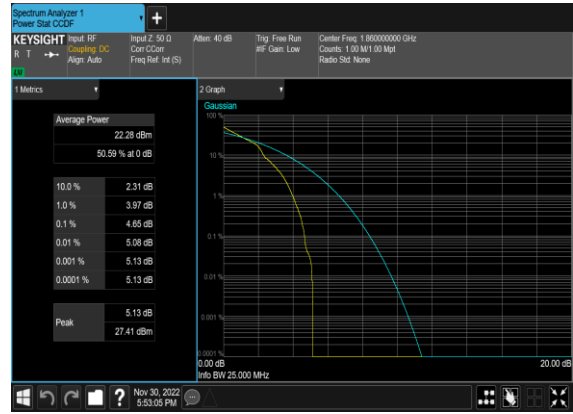 Spectrum Analyzer 1
Power Stat CCDF
+
KEYSIGHT
R T
LXI
Input: RF
Coupling: DC
Align: Auto
Input Z: 50 Ω
Corr CCorr
Freq Ref: Int (S)
Atten: 40 dB
Trig: Free Run
#IF Gain: Low
Center Freq: 1.860000000 GHz
Counts: 1.00 M/1.00 Mpt
Radio Std: None
1 Metrics
Average Power
22.28 dBm
50.59 % at 0 dB
10.0 % 2.31 dB
1.0 % 3.97 dB
0.1 % 4.65 dB
0.01 % 5.08 dB
0.001 % 5.13 dB
0.0001 % 5.13 dB
Peak
5.13 dB
27.41 dBm
2 Graph
Gaussian
100 %
10 %
1 %
0.1 %
0.01 %
0.001 %
0.0001 %
0.00 dB 20.00 dB
Info BW 25.000 MHz
?
Nov 30, 2022
5:53:05 PM